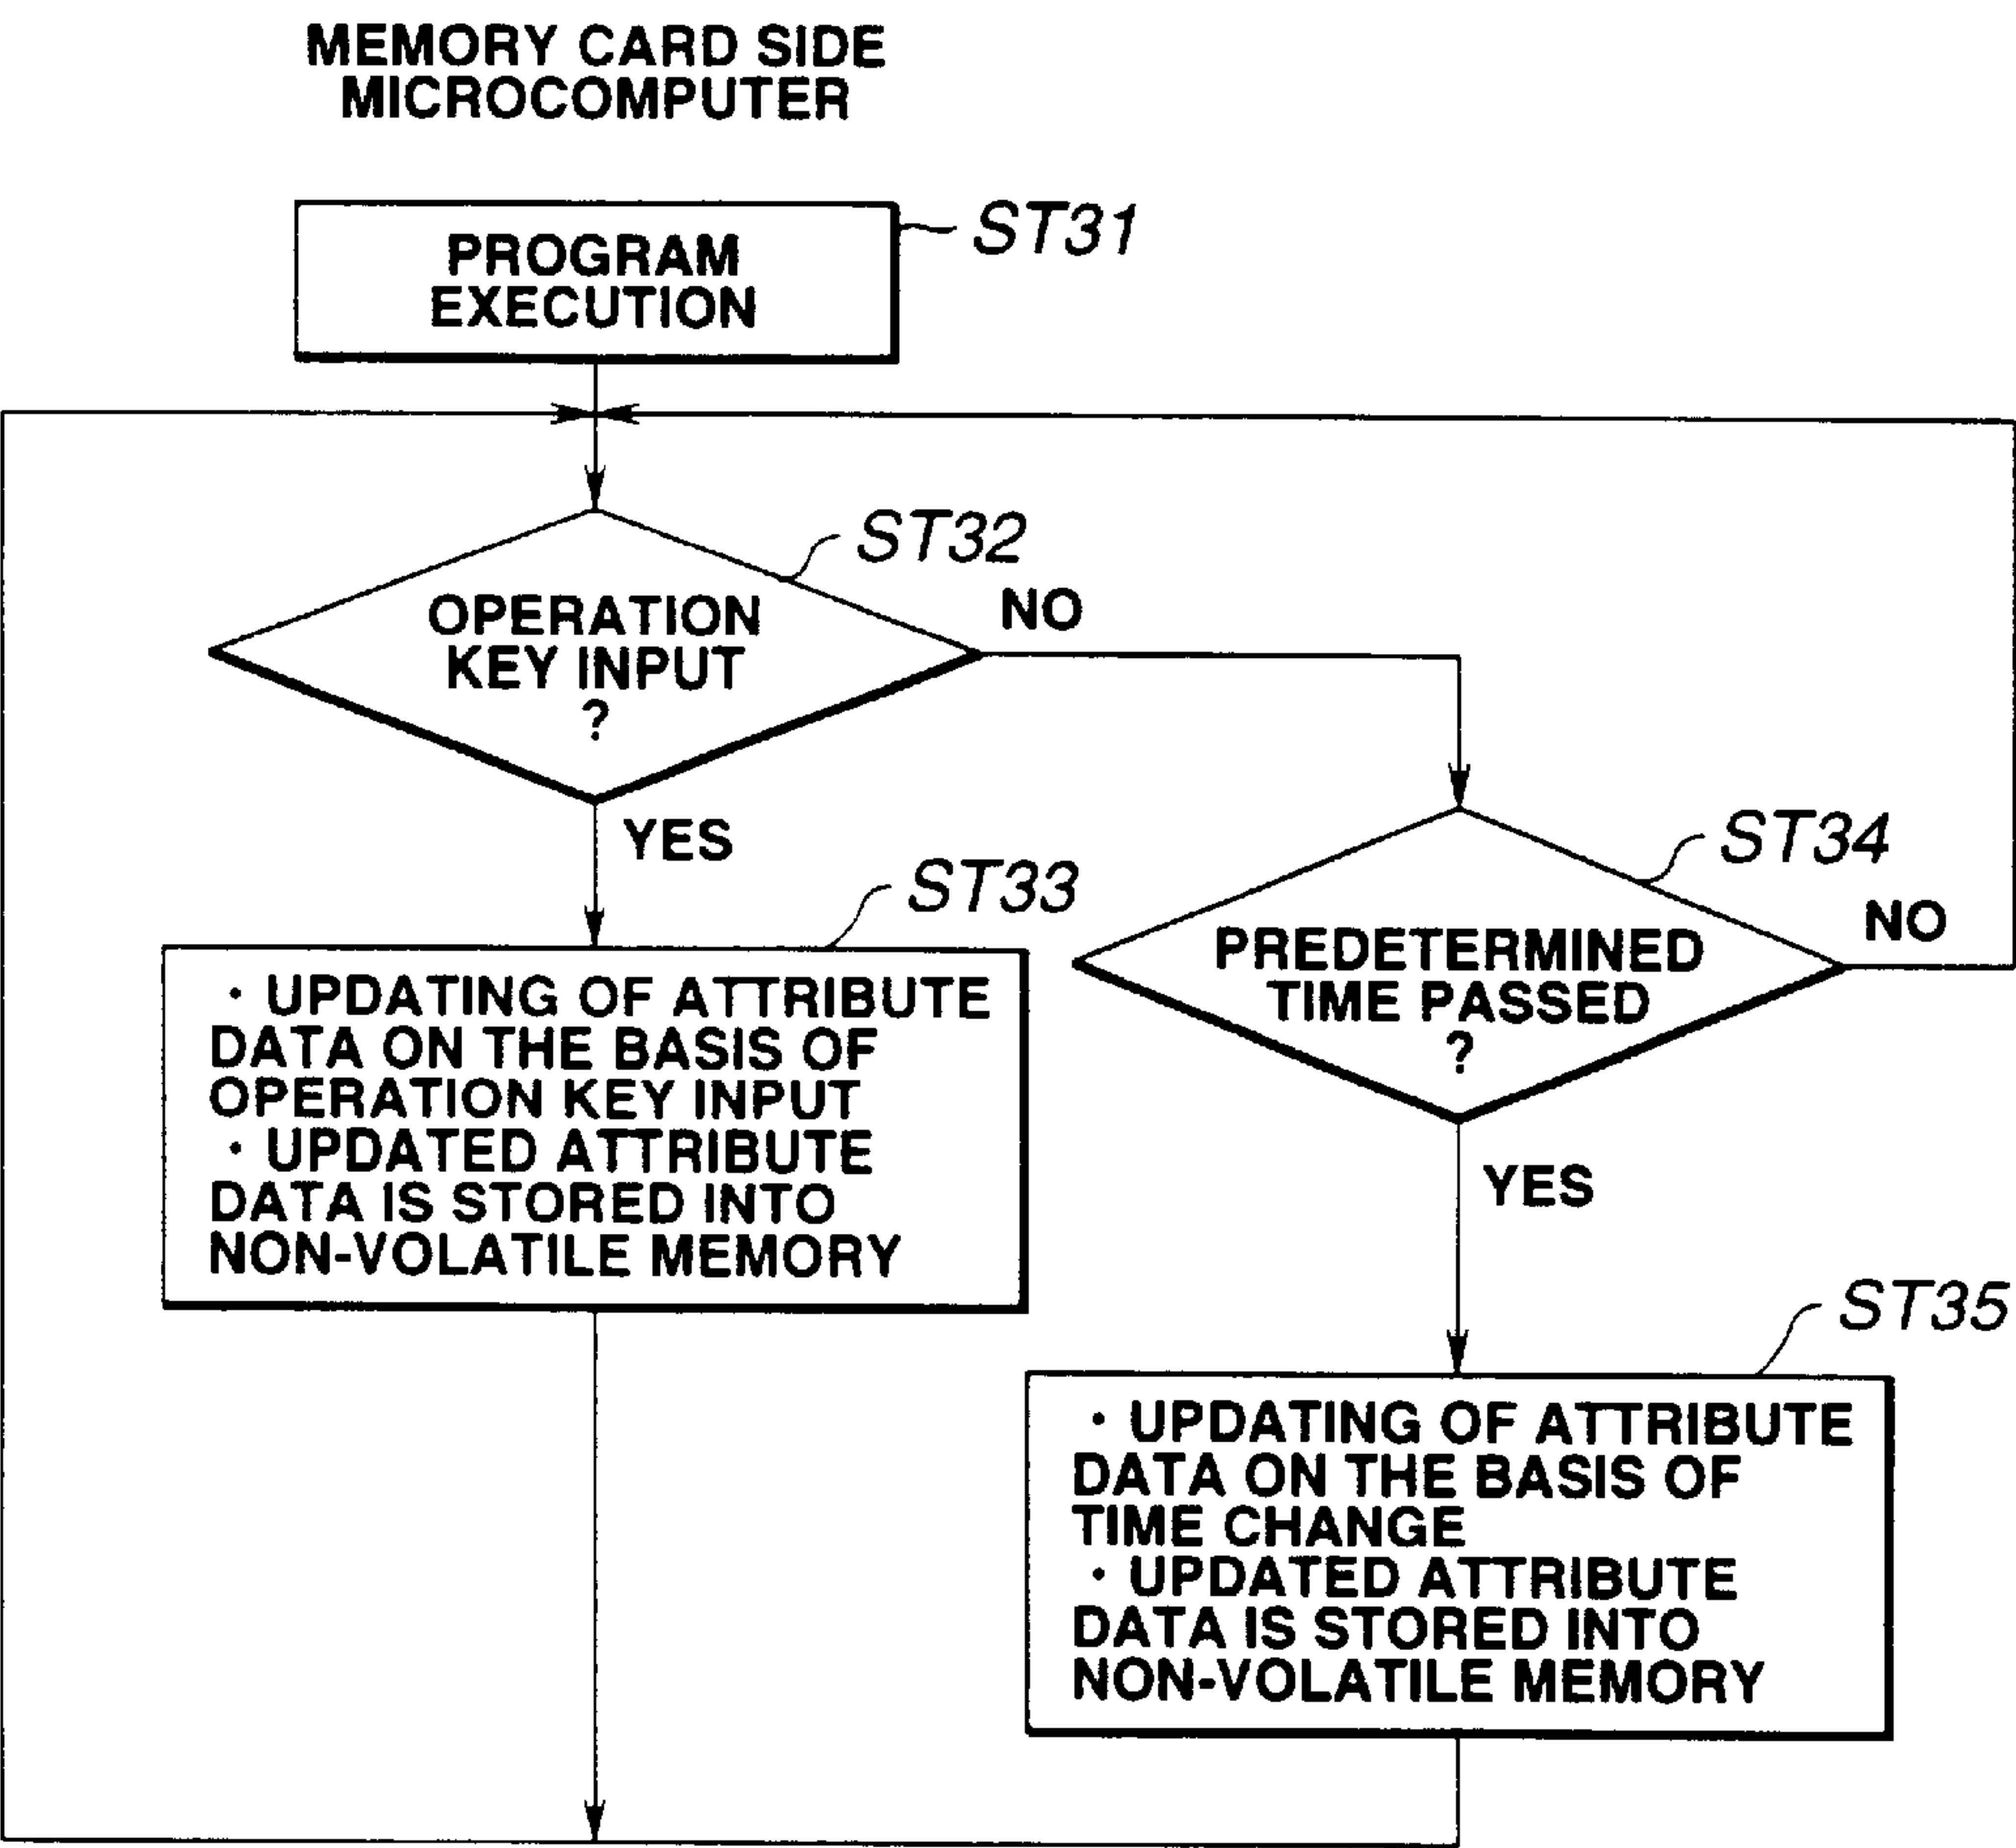 MEMORY CARD SIDE
MICROCOMPUTER
PROGRAM
EXECUTION
ST31
ST32
OPERATION
KEY INPUT
?
NO
YES
ST33
• UPDATING OF ATTRIBUTE
DATA ON THE BASIS OF
OPERATION KEY INPUT
• UPDATED ATTRIBUTE
DATA IS STORED INTO
NON-VOLATILE MEMORY
ST34
PREDETERMINED
TIME PASSED
?
NO
YES
ST35
• UPDATING OF ATTRIBUTE
DATA ON THE BASIS OF
TIME CHANGE
• UPDATED ATTRIBUTE
DATA IS STORED INTO
NON-VOLATILE MEMORY